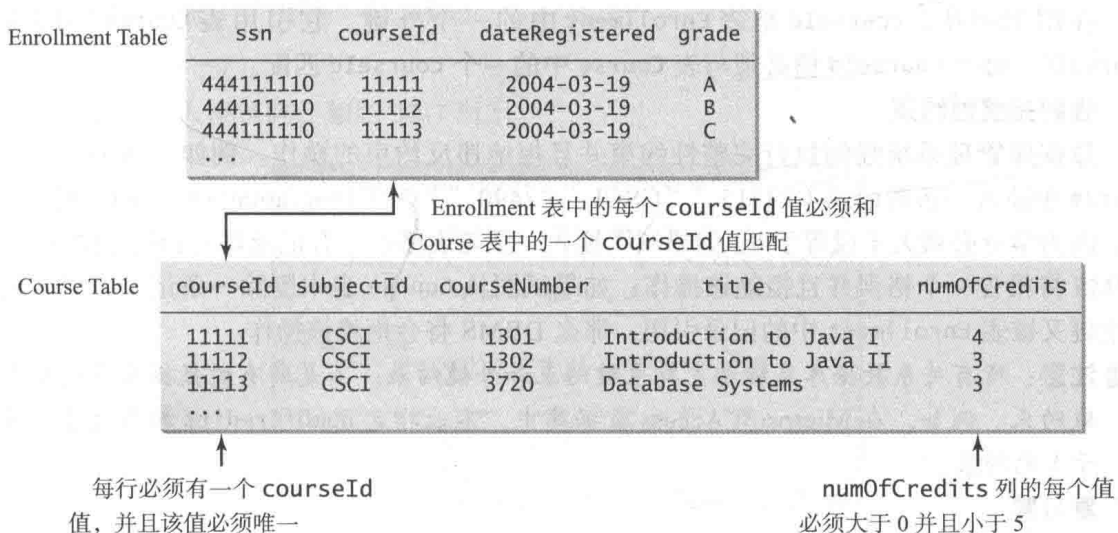 Enrollment Table ssn courseId dateRegistered grade
444111110 11111 2004-03-19 A
444111110 11112 2004-03-19 B
444111110 11113 2004-03-19 C
...
Enrollment 表中的每个 courseId 值必须和
Course 表中的一个 courseId 值匹配
Course Table courseId subjectId courseNumber title numOfCredits
11111 CSCI 1301 Introduction to Java I 4
11112 CSCI 1302 Introduction to Java II 3
11113 CSCI 3720 Database Systems 3
...
每行必须有一个 courseId
值，并且该值必须唯一
numOfCredits 列的每个值
必须大于 0 并且小于 5